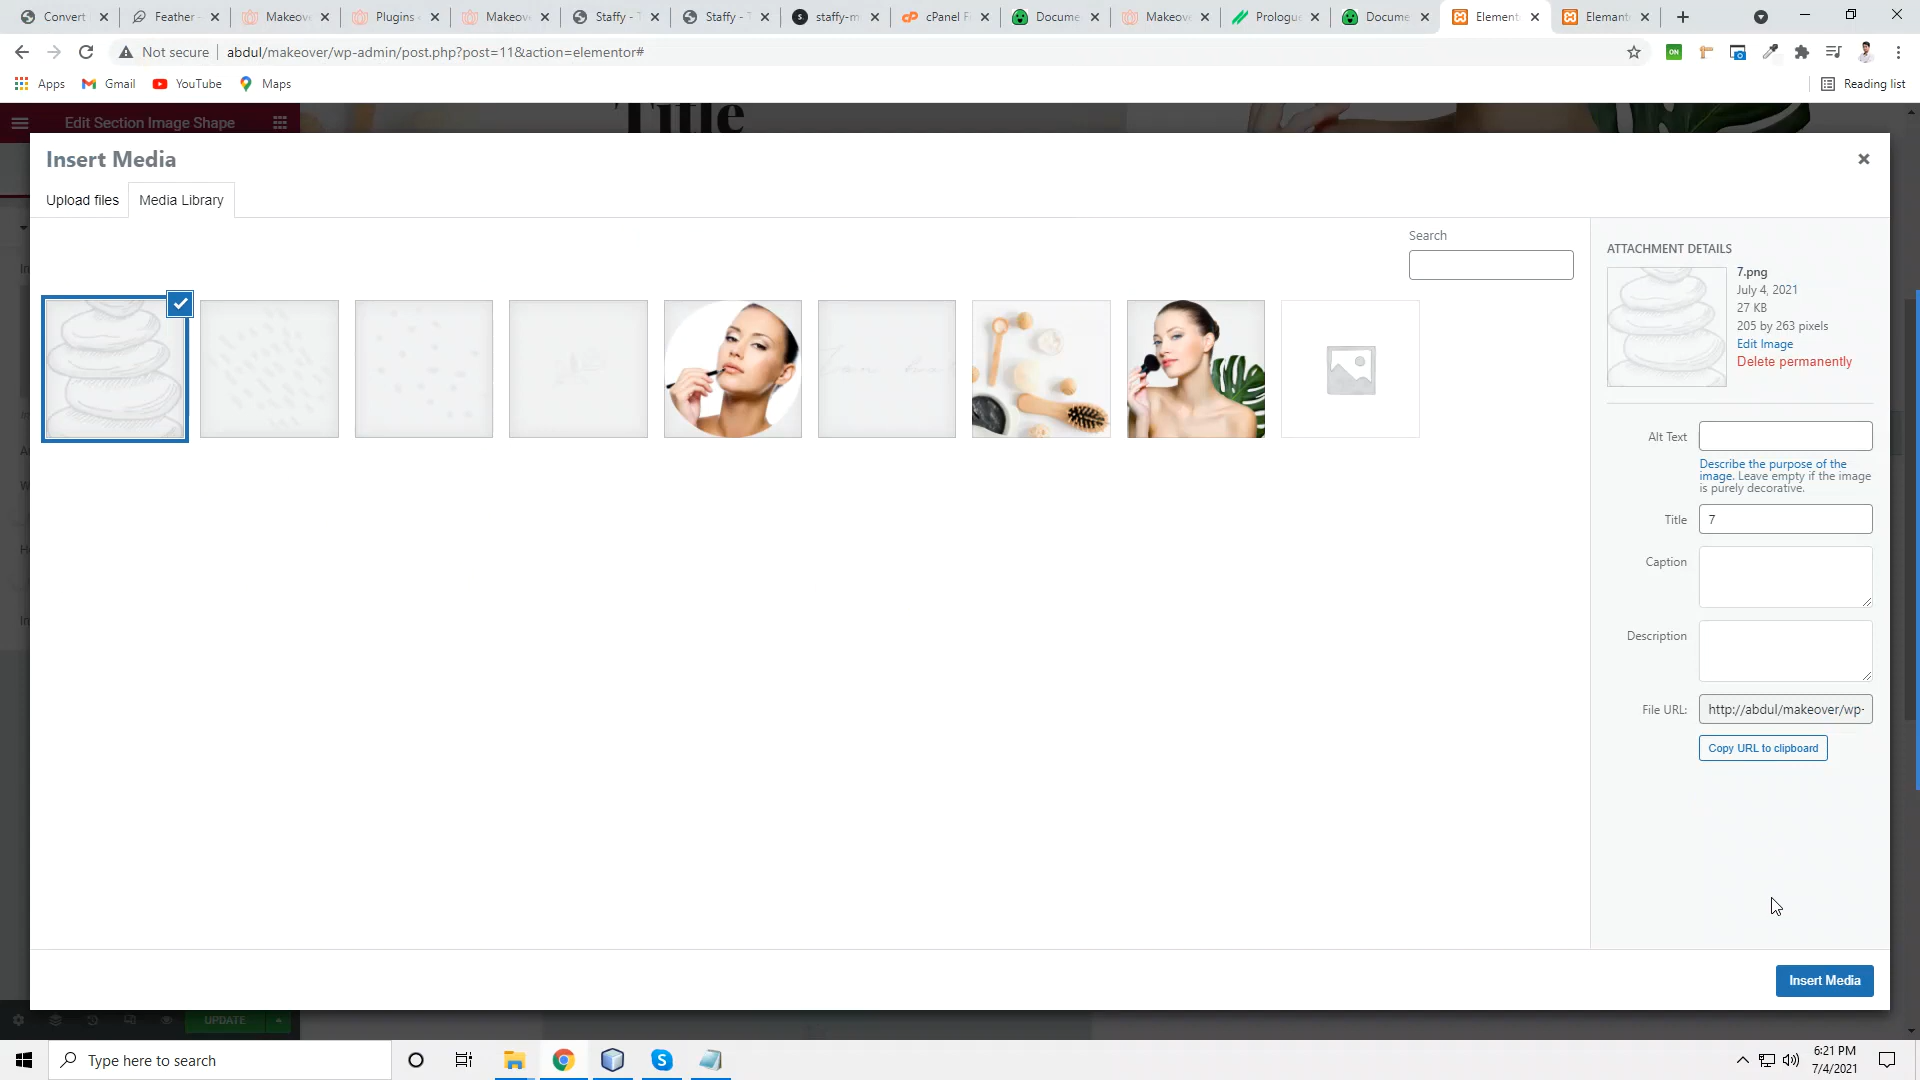 Convert
Feather -
Makeove
Plugins ‹
Makeove
Staffy - T
Staffy - T
staffy-m
cPanel F
Docume
Makeove
Prologue
Docume
Element
Elemant
Not secure
abdul/makeover/wp-admin/post.php?post=11&action=elementor#
ON
Apps
Gmail
YouTube
Maps
Reading list
Edit Section Image Shape
Title
Insert Media
Upload files
Media Library
Search
ATTACHMENT DETAILS
7.png
July 4, 2021
27 KB
205 by 263 pixels
Edit Image
Delete permanently
Alt Text
Describe the purpose of the
image. Leave empty if the image
is purely decorative.
Title
7
Caption
Description
File URL:
http://abdul/makeover/wp-
Copy URL to clipboard
Insert Media
UPDATE
Type here to search
6:21 PM
7/4/2021